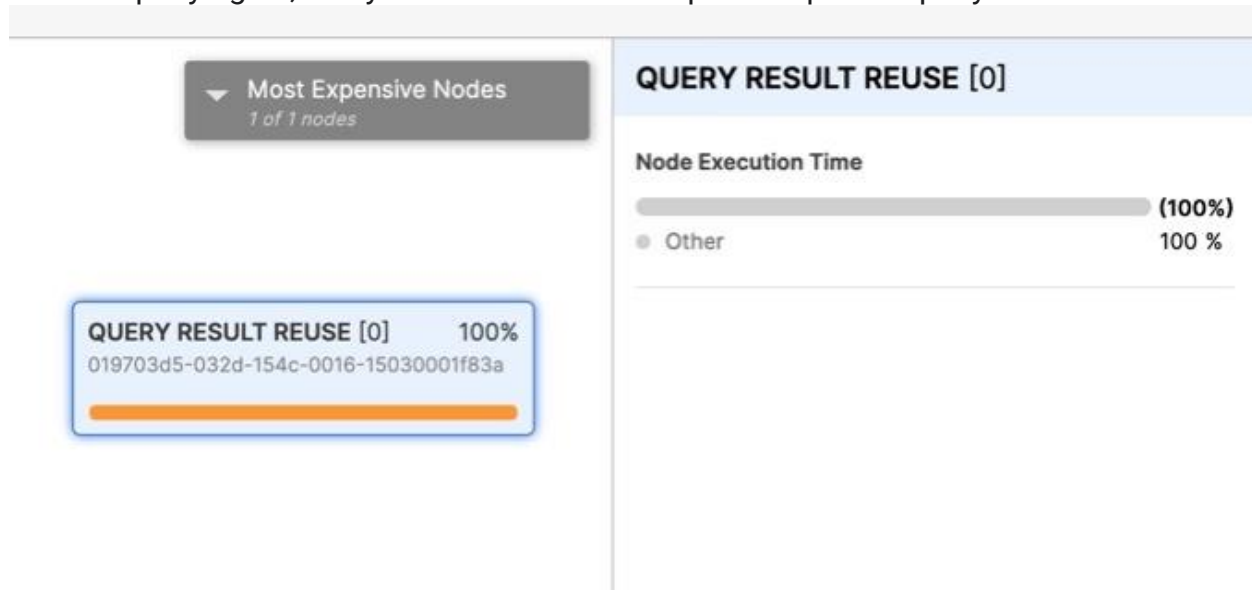 Most Expensive Nodes
1 of 1 nodes
QUERY RESULT REUSE [0] 100%
019703d5-032d-154c-0016-15030001f83a
QUERY RESULT REUSE [0]
Node Execution Time
(100%)
Other 100 %